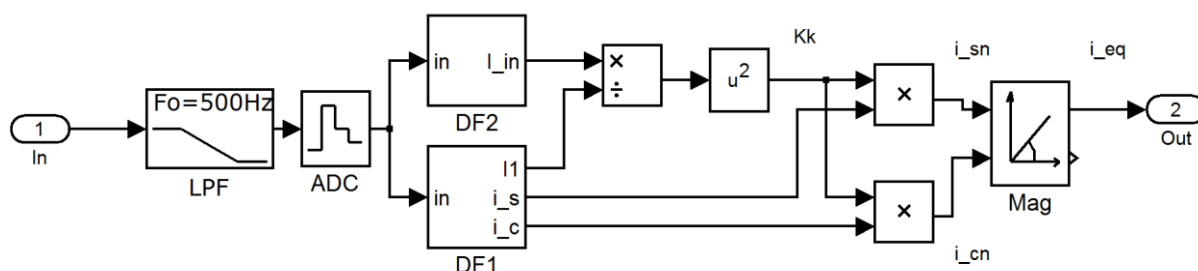 1
In
Fo=500Hz
LPF
ADC
in
I_in
DF2
in
I1
i_s
i_c
DF1
×
÷
u²
Kk
×
×
i_sn
i_cn
Mag
i_eq
2
Out